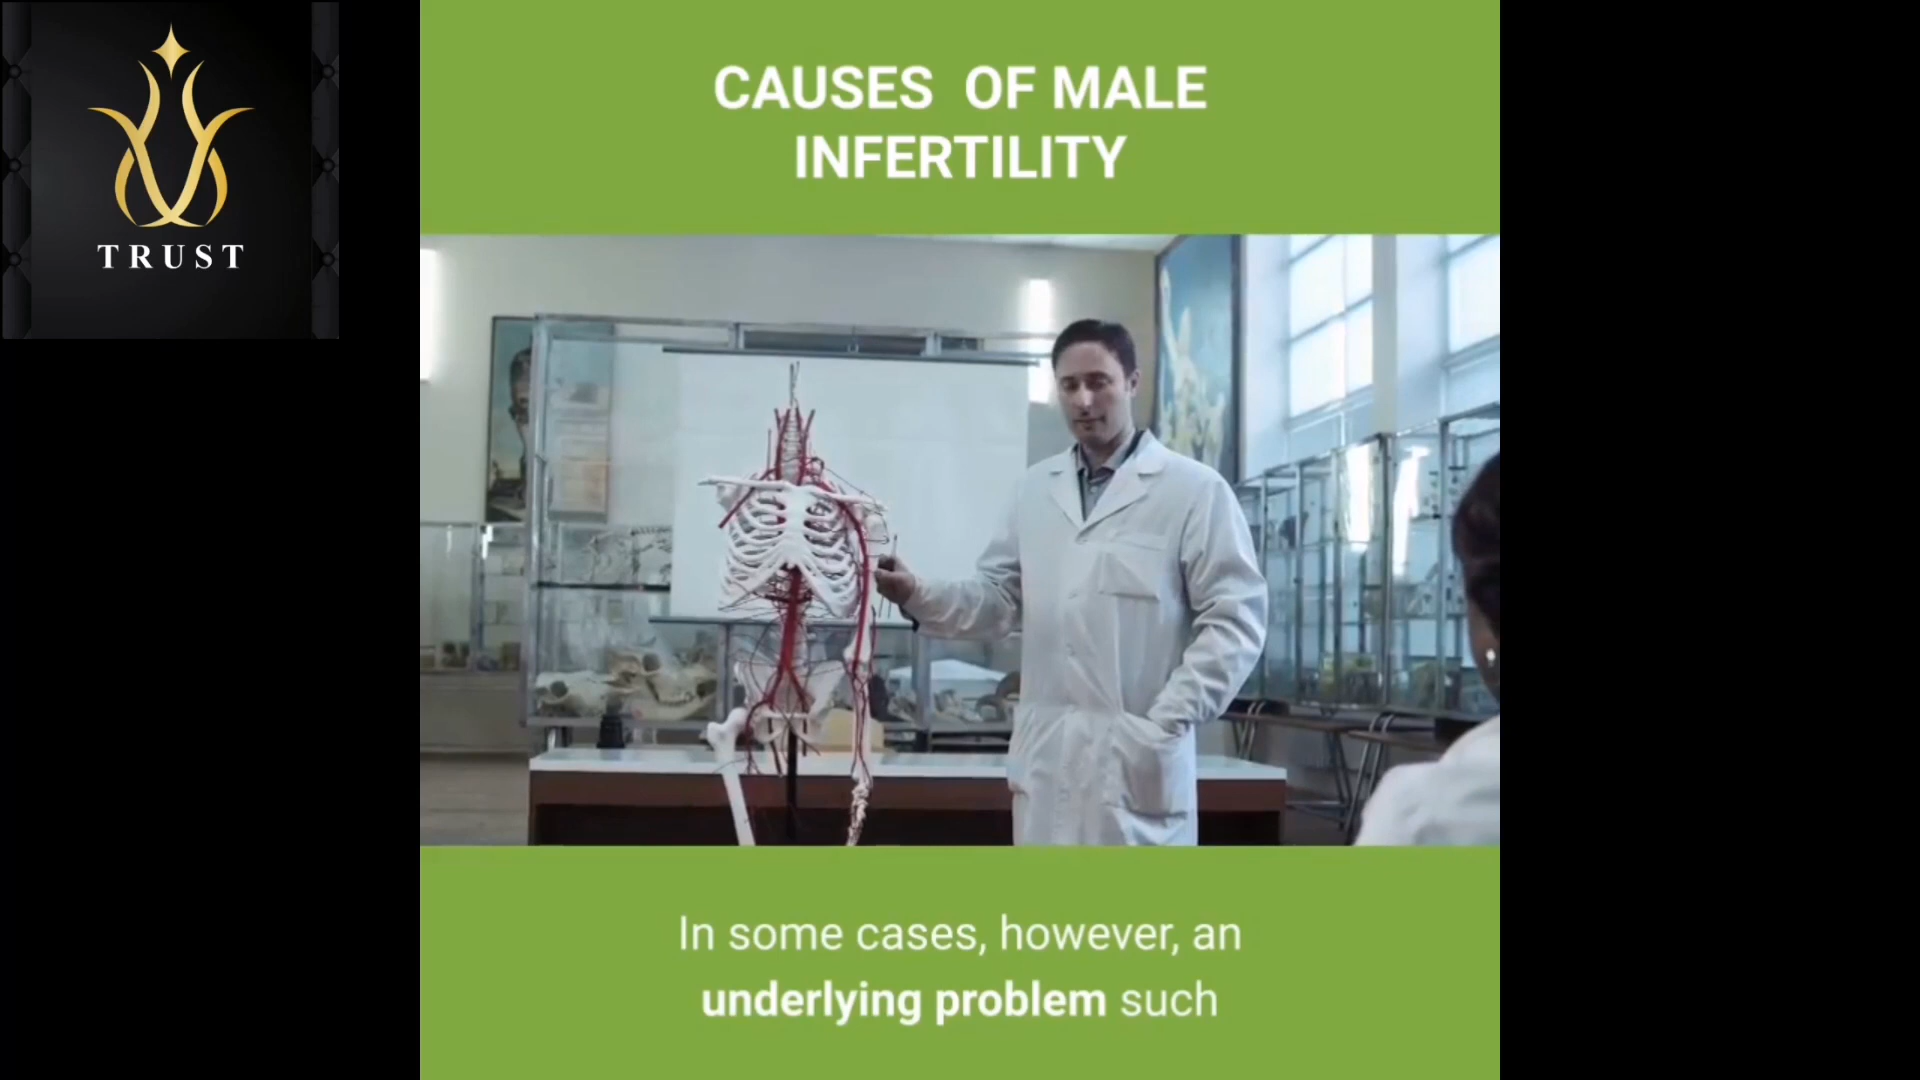 TRUST
CAUSES OF MALE
INFERTILITY
In some cases, however, an
underlying problem such